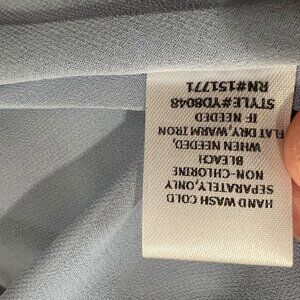 HAND WASH COLD
SEPARATELY,ONLY
NON-CHLORINE
BLEACH
WHEN NEEDED,
FLAT DRY, WARM IRON
IF NEEDED
STYLE#YD8048
RN#151771